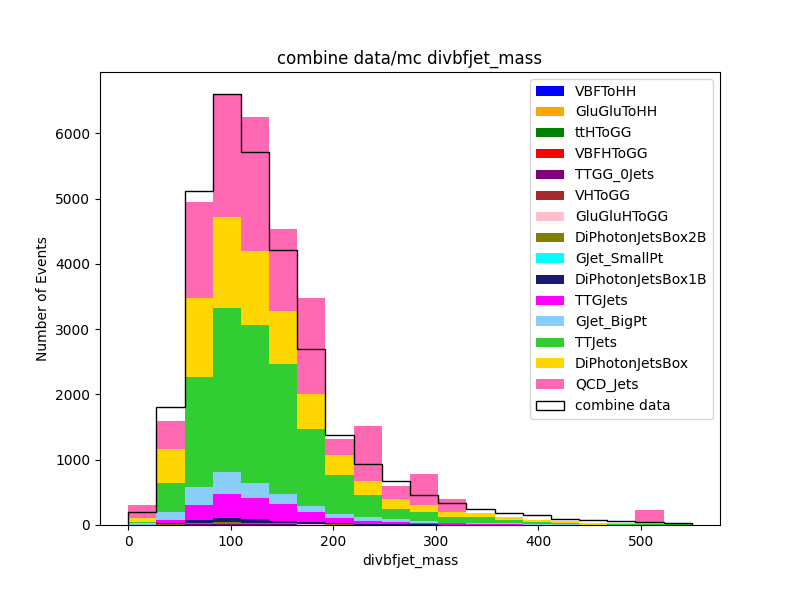 combine data/mc divbfjet_mass
Number of Events
6000
5000
4000
3000
2000
1000
0
0
100
200
300
400
500
divbfjet_mass
VBFToHH
GluGluToHH
ttHToGG
VBFHToGG
TTGG_0Jets
VHToGG
GluGluHToGG
DiPhotonJetsBox2B
GJet_SmallPt
DiPhotonJetsBox1B
TTGJets
GJet_BigPt
TTJets
DiPhotonJetsBox
QCD_Jets
combine data